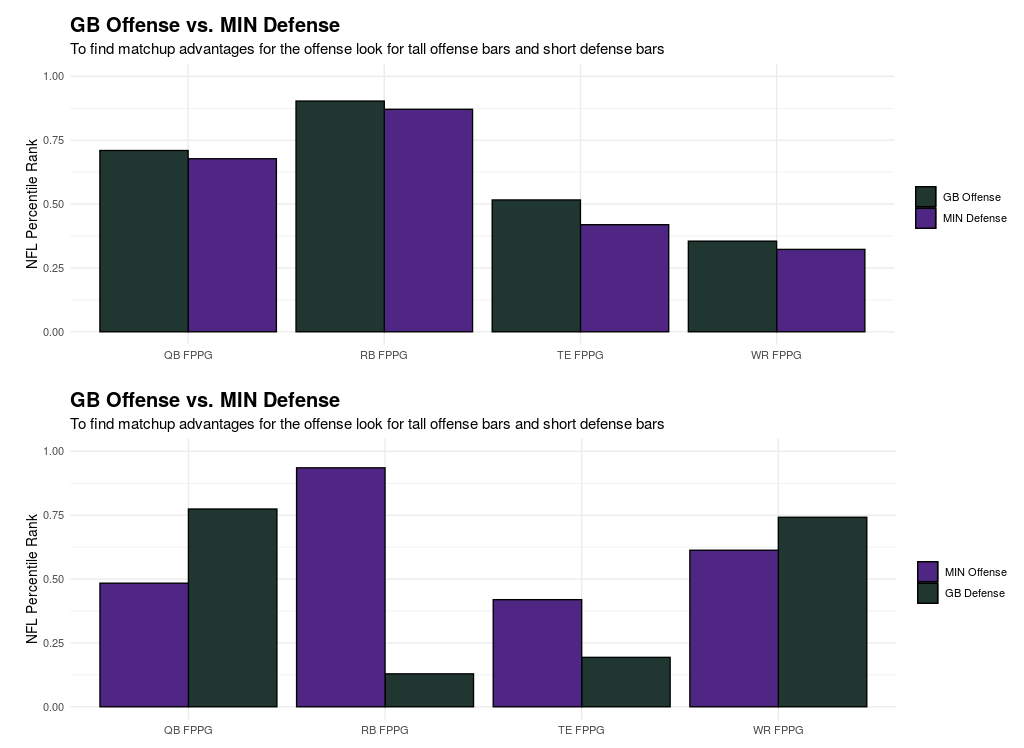 GB Offense vs. MIN Defense
To find matchup advantages for the offense look for tall offense bars and short defense bars
NFL Percentile Rank
1.00
0.75
0.50
0.25
0.00
QB FPPG
RB FPPG
TE FPPG
WR FPPG
GB Offense
MIN Defense
GB Offense vs. MIN Defense
To find matchup advantages for the offense look for tall offense bars and short defense bars
NFL Percentile Rank
1.00
0.75
0.50
0.25
0.00
QB FPPG
RB FPPG
TE FPPG
WR FPPG
MIN Offense
GB Defense